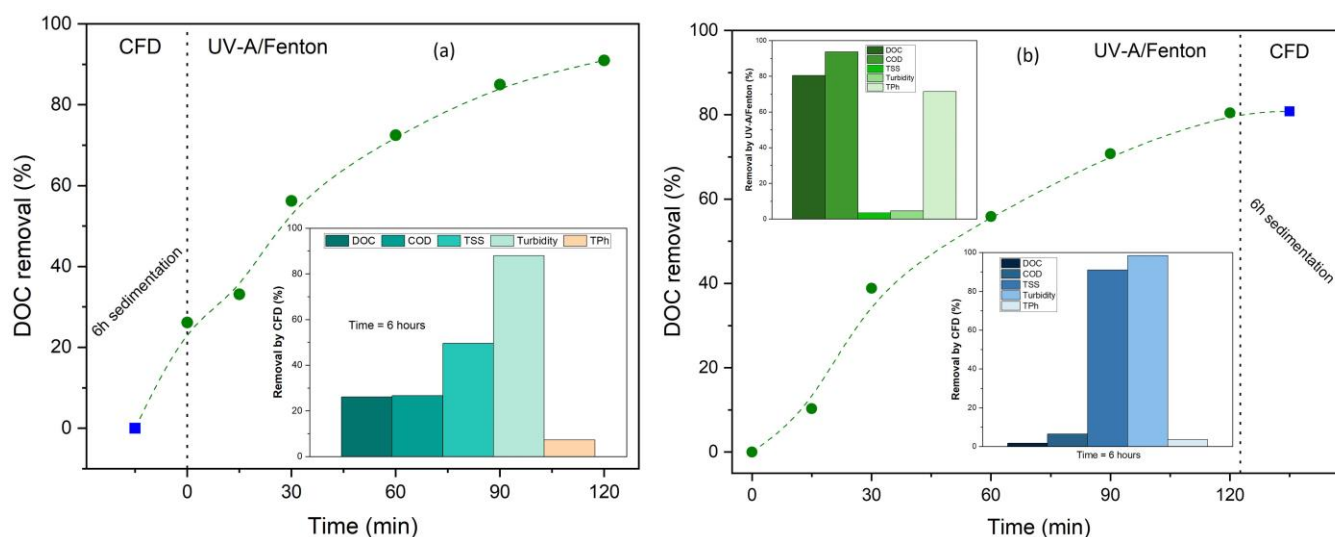 CFD
UV-A/Fenton
(a)
DOC removal (%)
100
80
60
40
20
0
6h sedimentation
Removal by CFD (%)
100
80
60
40
20
0
DOC
COD
TSS
Turbidity
TPh
Time = 6 hours
0
30
60
90
120
Time (min)
(b)
UV-A/Fenton
CFD
DOC removal (%)
100
80
60
40
20
0
Removal by UV-A/Fenton (%)
100
80
60
40
20
0
DOC
COD
TSS
Turbidity
TPh
6h sedimentation
Removal by CFD (%)
100
80
60
40
20
0
DOC
COD
TSS
Turbidity
TPh
Time = 6 hours
0
30
60
90
120
Time (min)